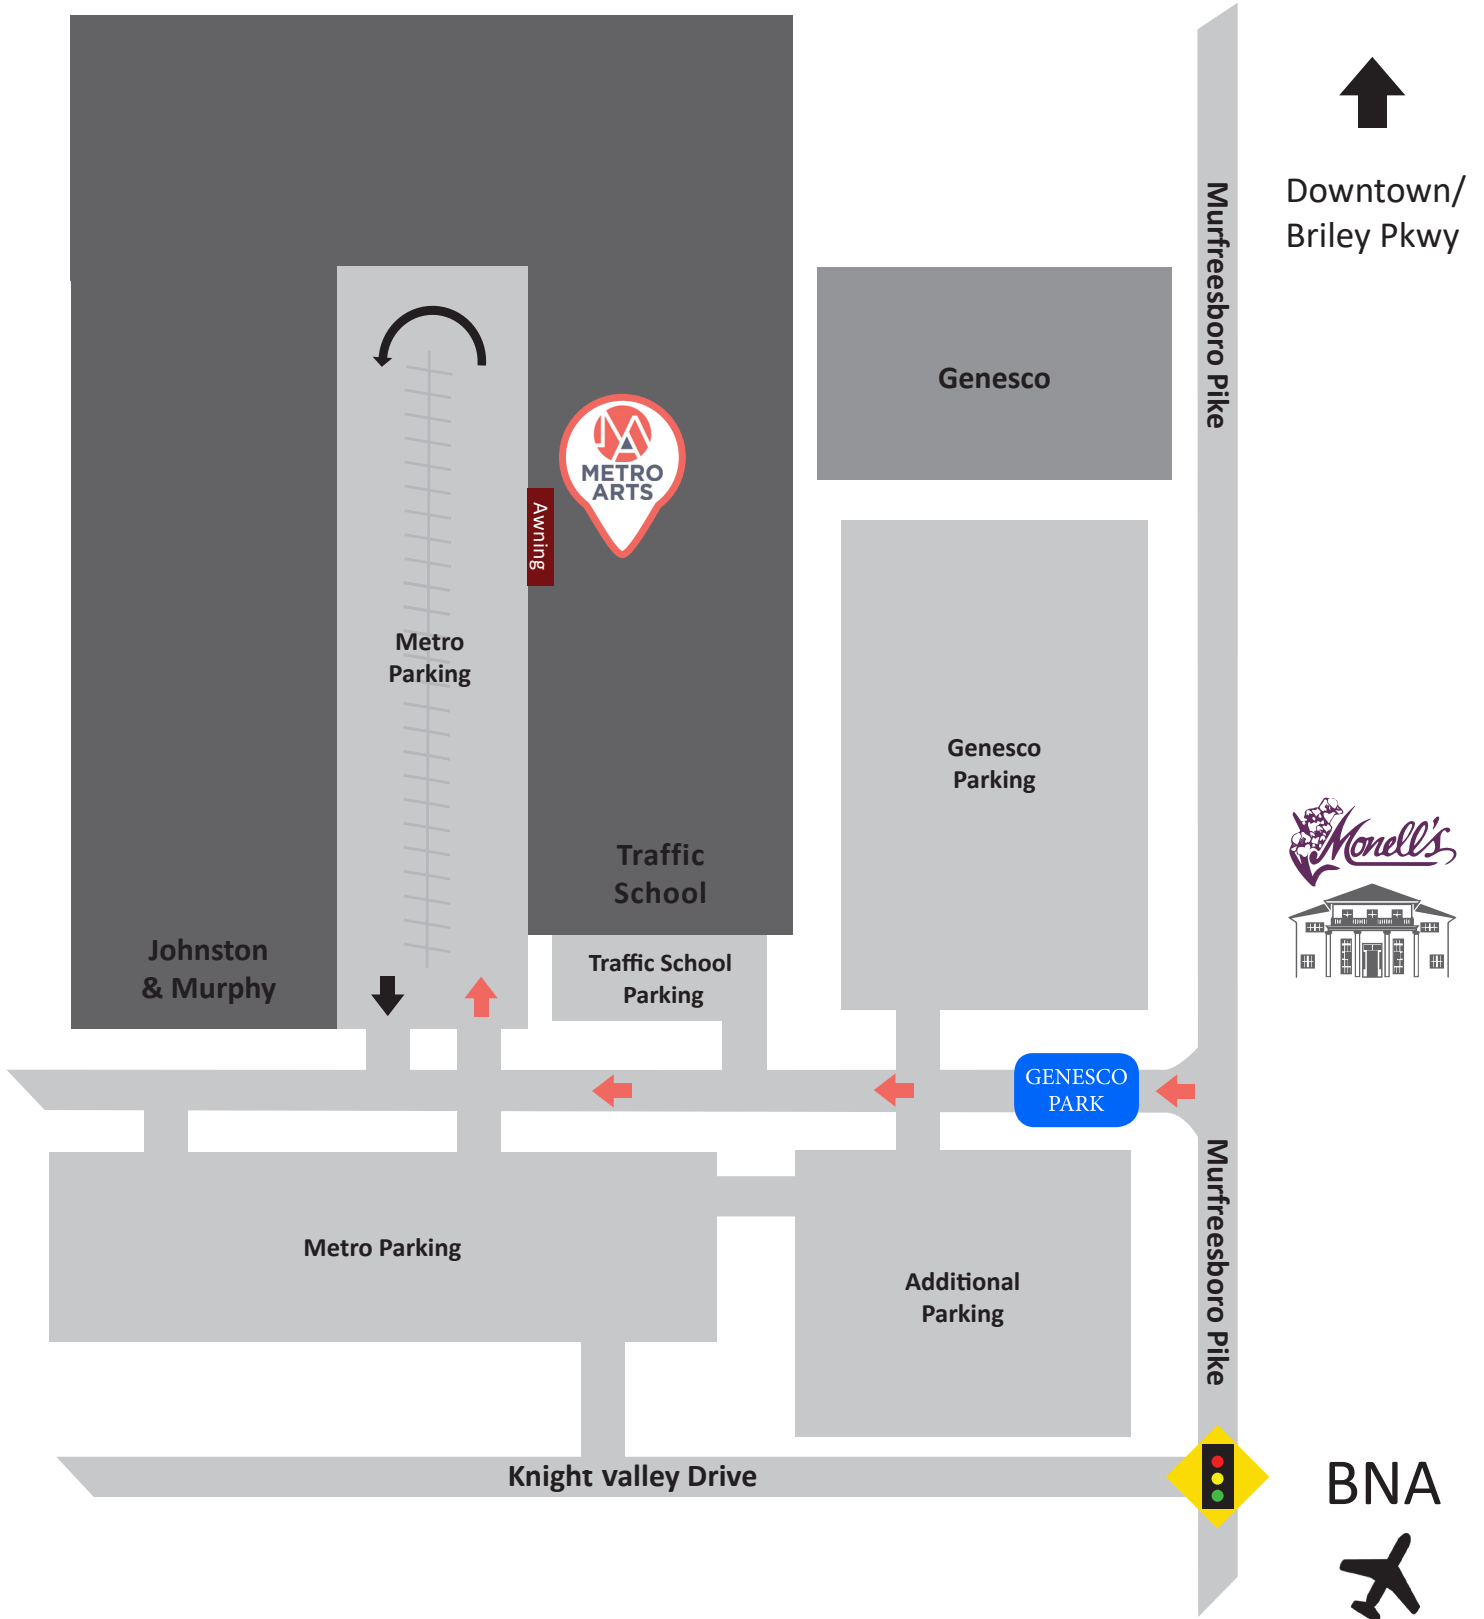 Downtown/
Briley Pkwy
Murfreesboro Pike
Genesco
METRO
ARTS
Awning
Metro
Parking
Genesco
Parking
Monell's
Traffic
School
Johnston
& Murphy
Traffic School
Parking
GENESCO
PARK
Murfreesboro Pike
Metro Parking
Additional
Parking
Knight valley Drive
BNA